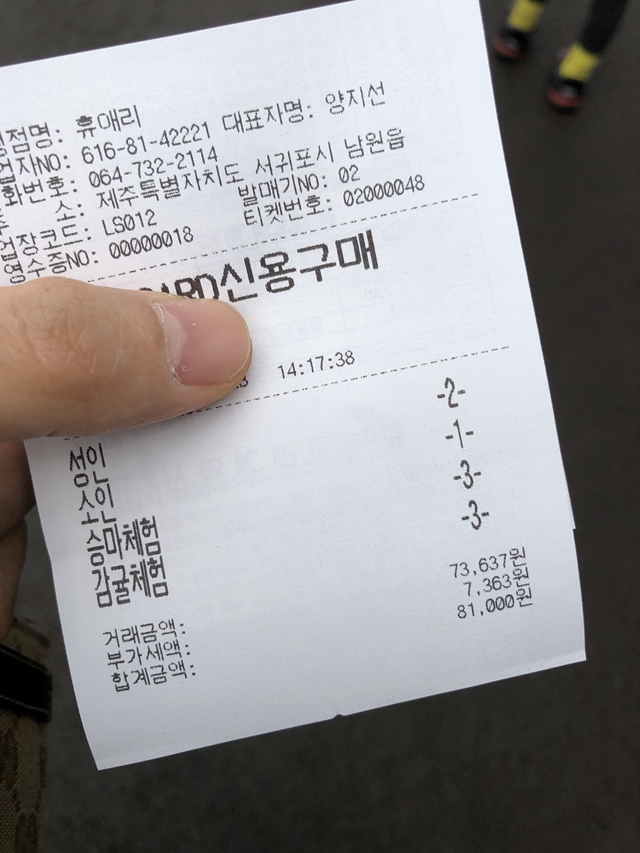 휴애리
616-81-42221 대표자명: 양지선
화번호: 064-732-2114
소: 제주특별자치도 서귀포시 남원읍
업장코드: LS012 발매기NO: 02
영수증NO: 00000018 티켓번호: 02000048
신용구매
14:17:38
성인 -2-
소인 -1-
승마체험 -3-
감귤체험 -3-
거래금액: 73,637원
부가세액: 7,363원
합계금액: 81,000원